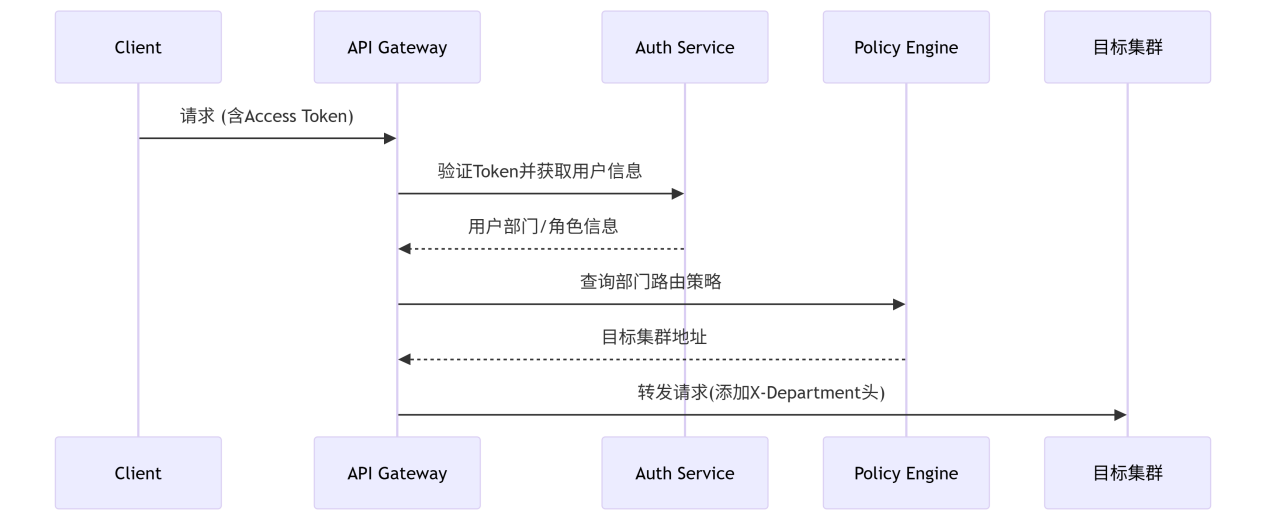 Client
API Gateway
Auth Service
Policy Engine
目标集群
请求 (含Access Token)
验证Token并获取用户信息
用户部门/角色信息
查询部门路由策略
目标集群地址
转发请求(添加X-Department头)
Client
API Gateway
Auth Service
Policy Engine
目标集群